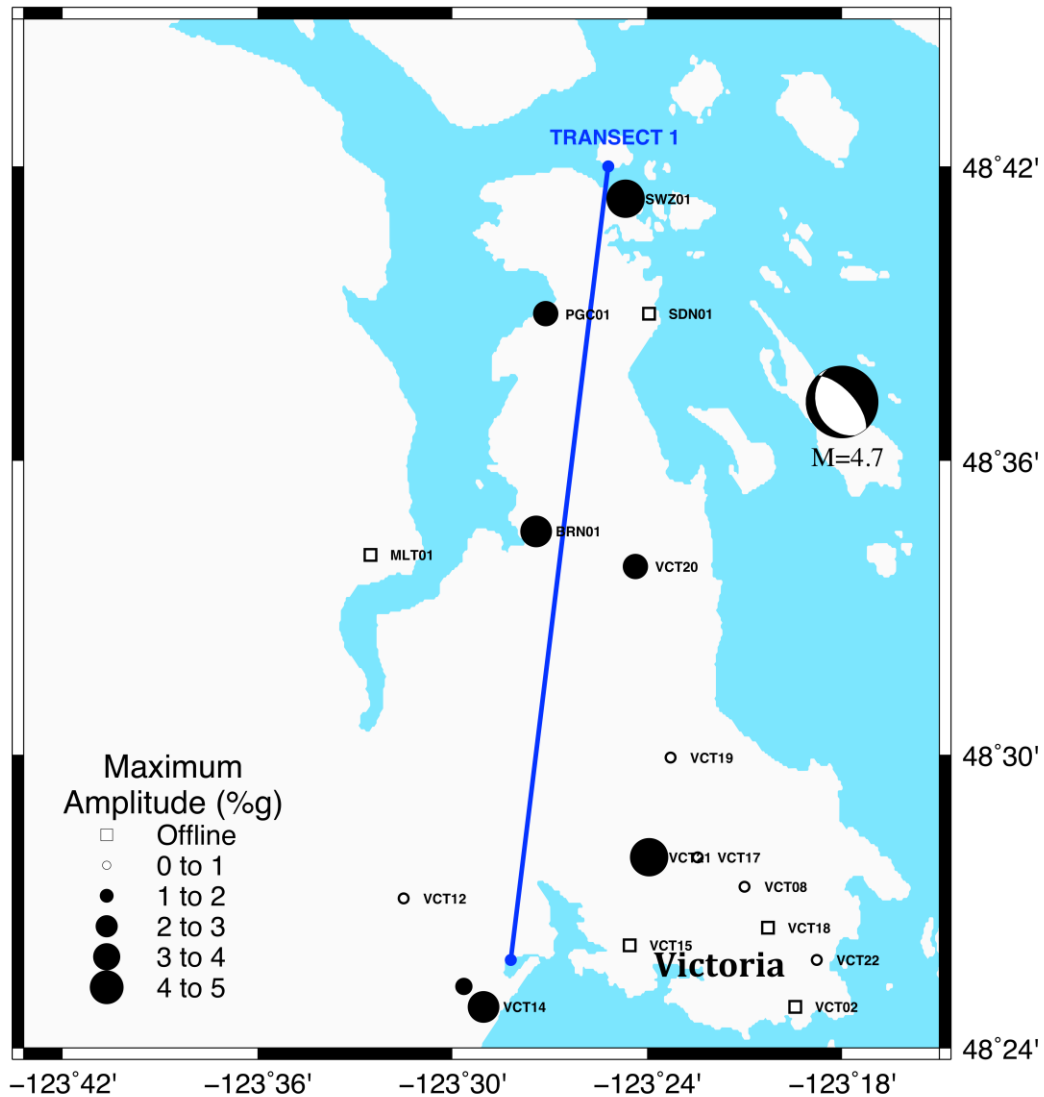 TRANSECT 1
48°42'
SWZ01
PGC01
SDN01
M=4.7
48°36'
BRN01
MLT01
VCT20
48°30'
VCT19
Maximum
Amplitude (%g)
Offline
0 to 1
1 to 2
2 to 3
3 to 4
4 to 5
VCT21
VCT17
VCT08
VCT12
VCT18
VCT15
Victoria
VCT22
VCT14
VCT02
48°24'
−123°42'
−123°36'
−123°30'
−123°24'
−123°18'